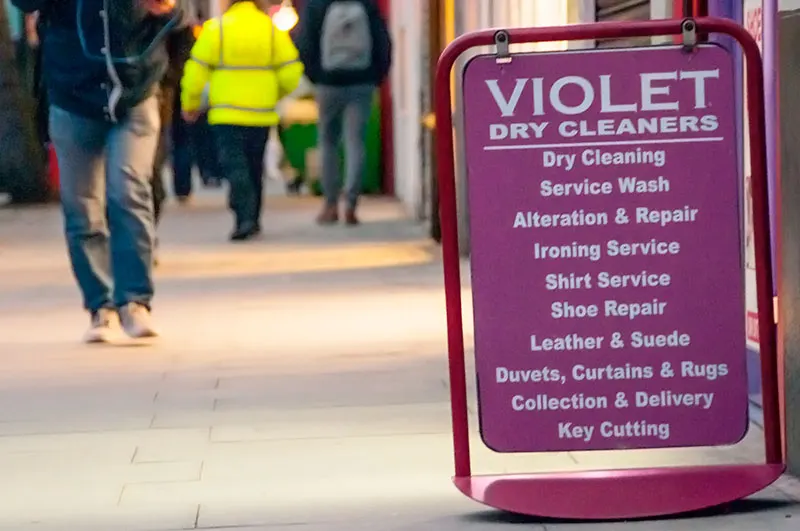 VIOLET
DRY CLEANERS
Dry Cleaning
Service Wash
Alteration & Repair
Ironing Service
Shirt Service
Shoe Repair
Leather & Suede
Duvets, Curtains & Rugs
Collection & Delivery
Key Cutting